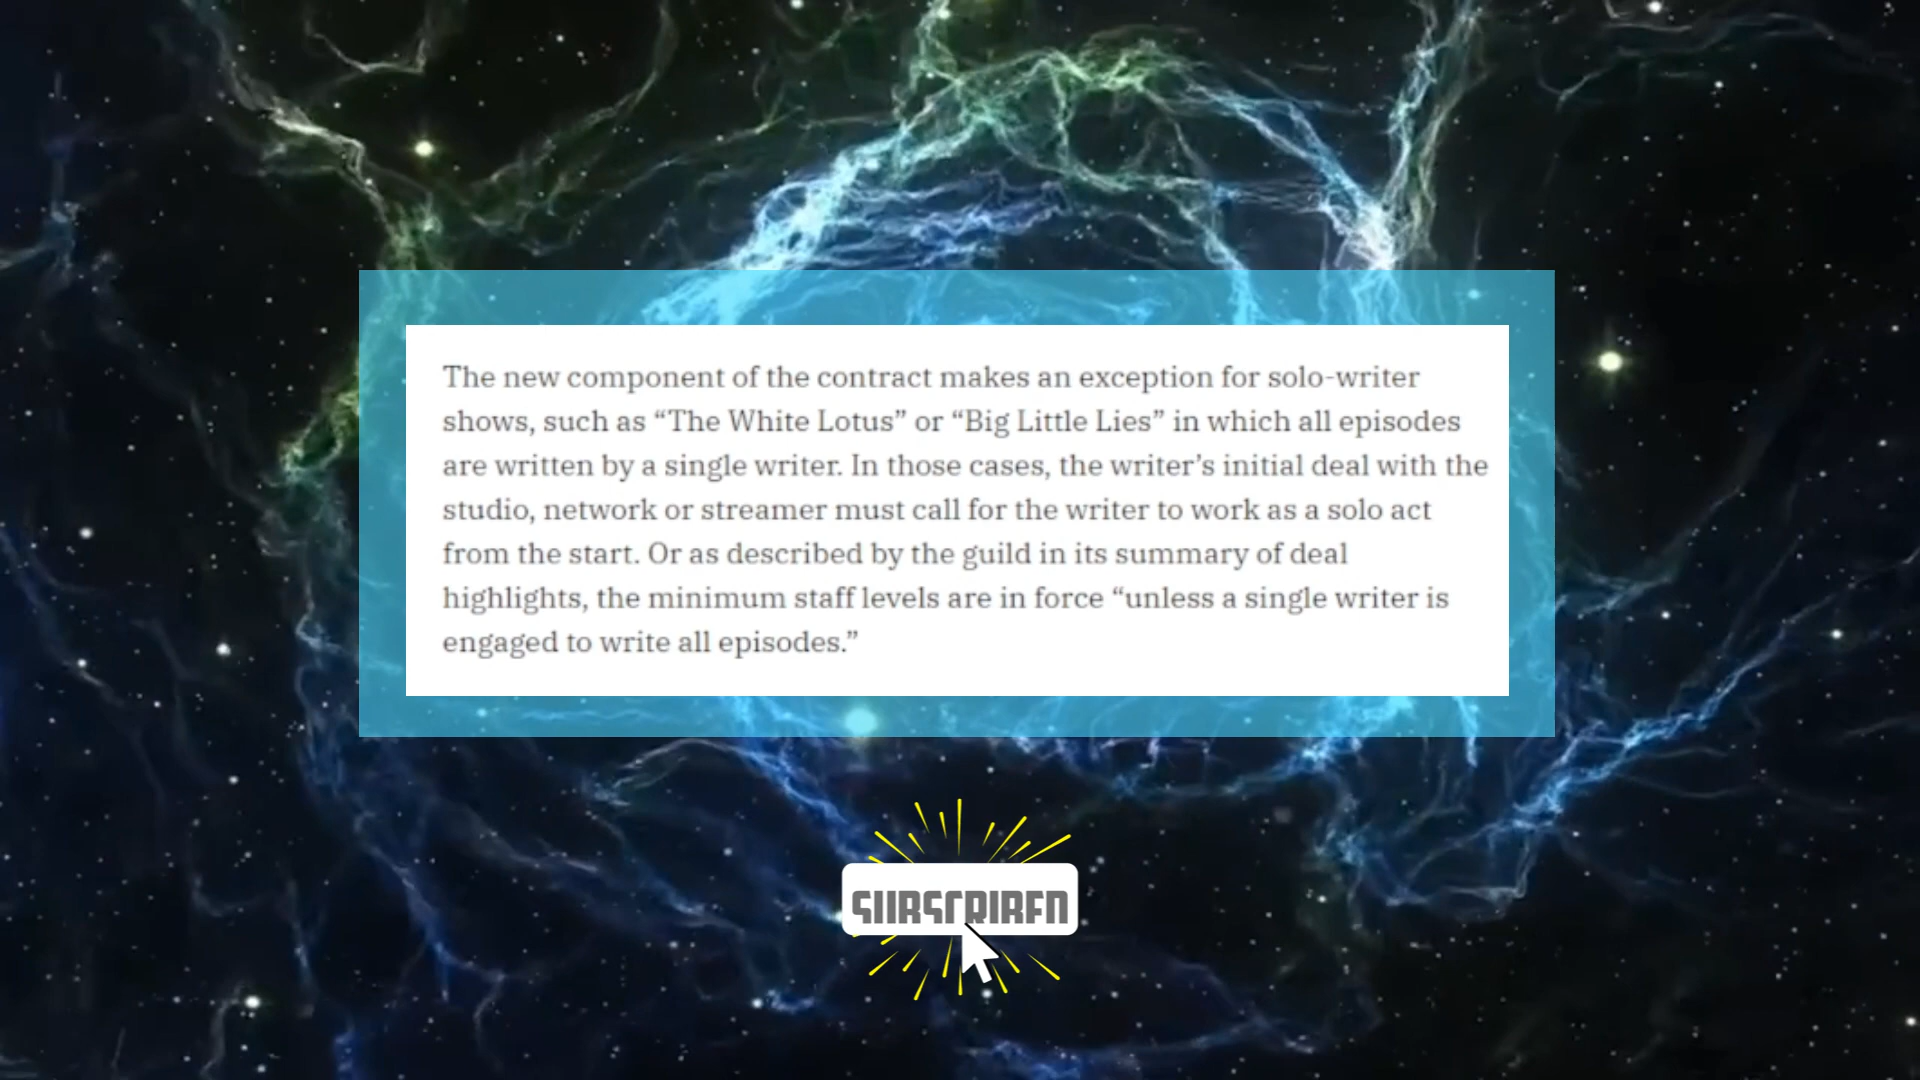 The new component of the contract makes an exception for solo-writer
shows, such as “The White Lotus” or “Big Little Lies” in which all episodes
are written by a single writer. In those cases, the writer’s initial deal with the
studio, network or streamer must call for the writer to work as a solo act
from the start. Or as described by the guild in its summary of deal
highlights, the minimum staff levels are in force “unless a single writer is
engaged to write all episodes.”
SUBSCRIBED